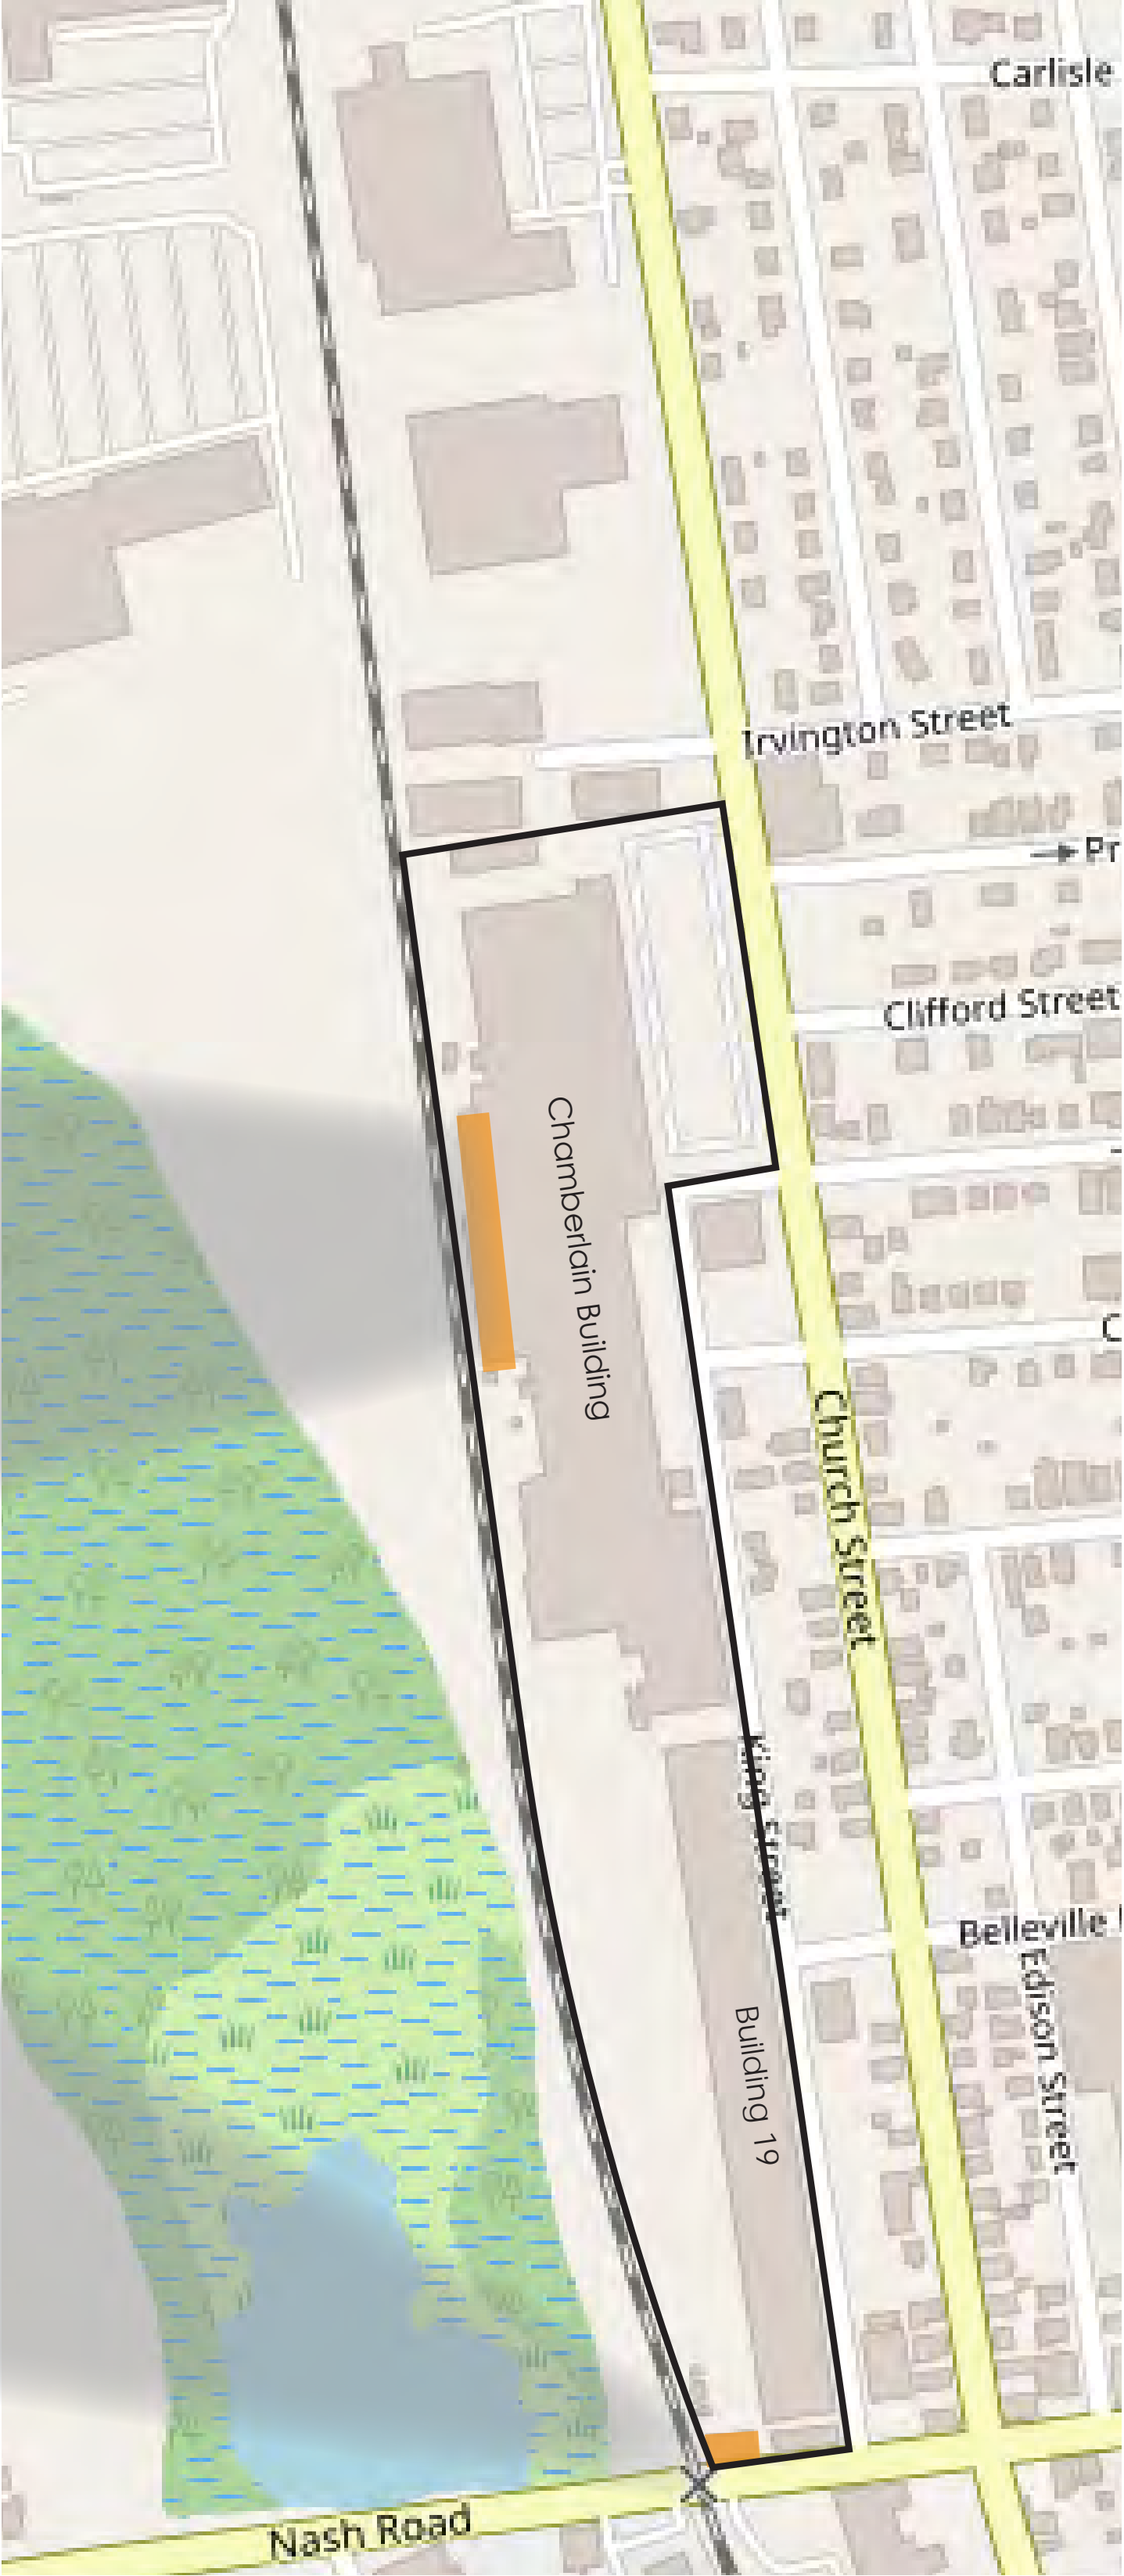 Carlisle
Irvington Street
Pr
Clifford Street
Chamberlain Building
C
Church Street
King Street
Belleville
Edison Street
Building 19
Nash Road